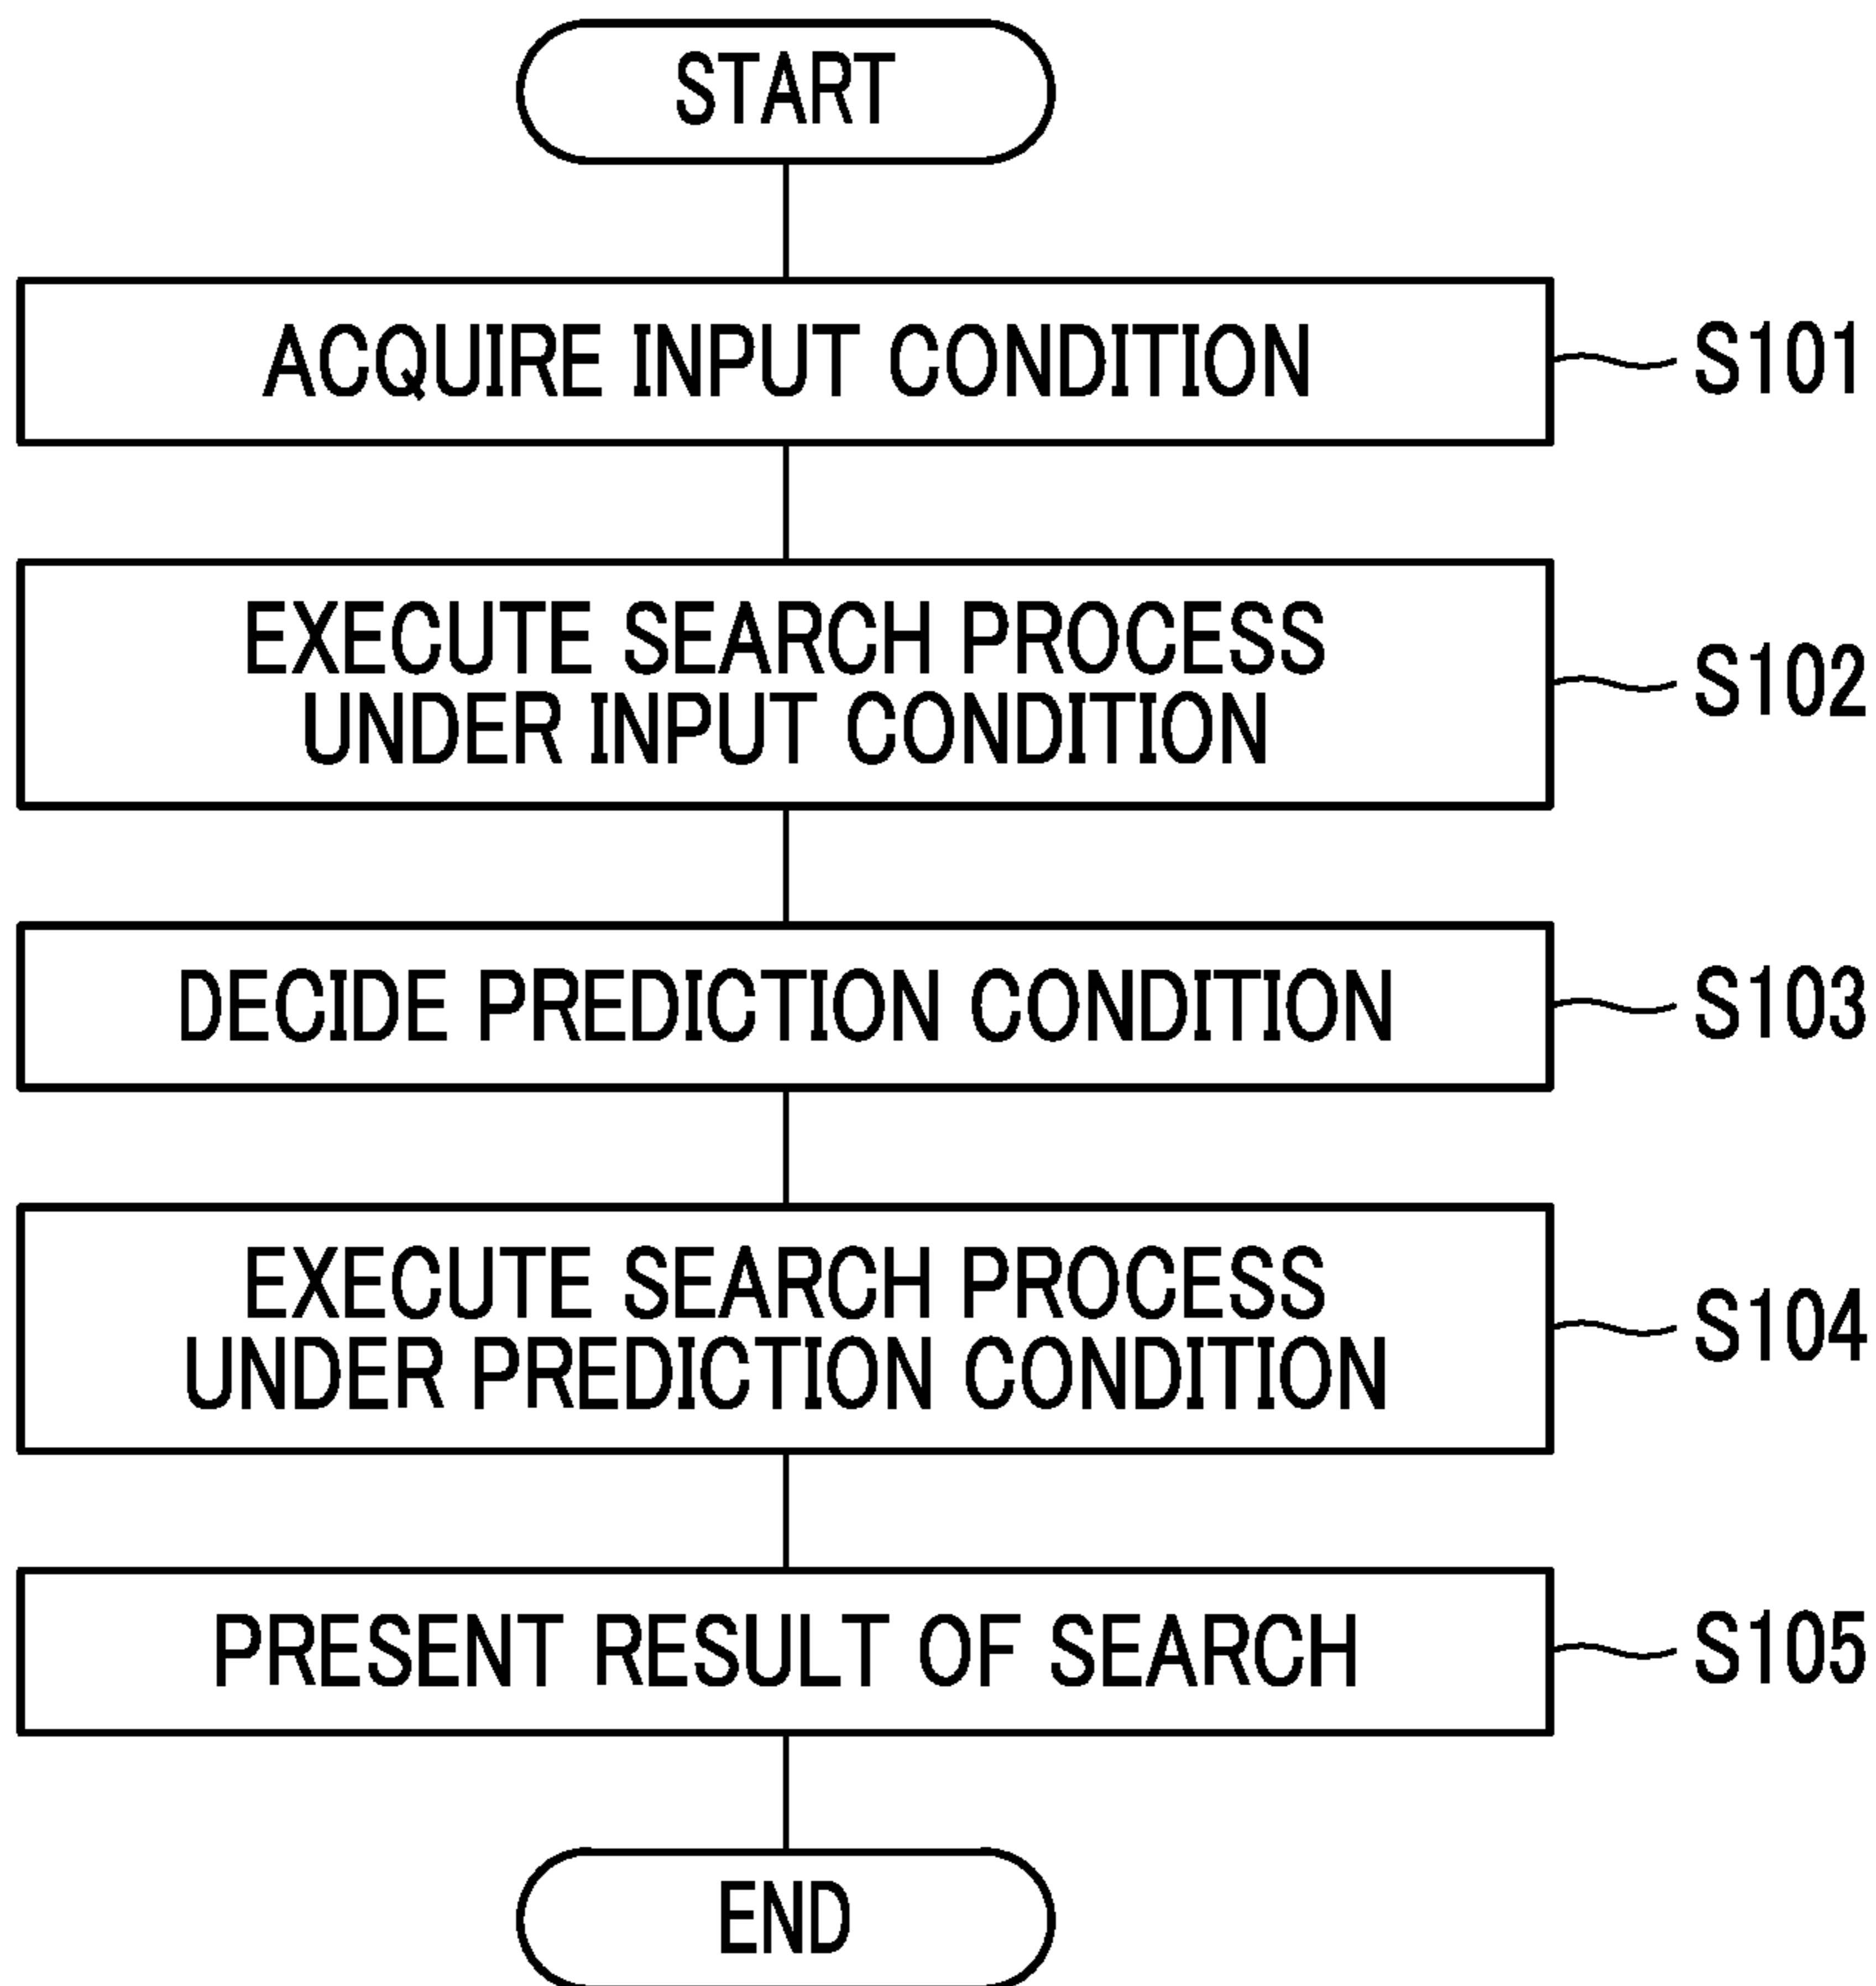 START
ACQUIRE INPUT CONDITION
S101
EXECUTE SEARCH PROCESS
UNDER INPUT CONDITION
S102
DECIDE PREDICTION CONDITION
S103
EXECUTE SEARCH PROCESS
UNDER PREDICTION CONDITION
S104
PRESENT RESULT OF SEARCH
S105
END